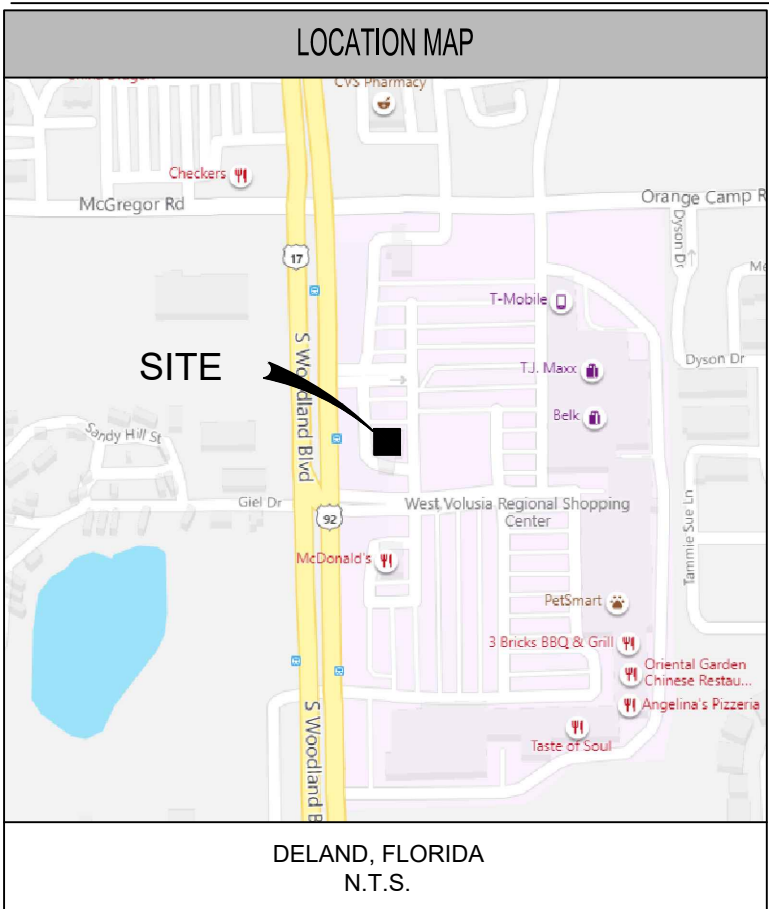 LOCATION MAP
CVS Pharmacy
Checkers
McGregor Rd
Orange Camp R
Dyson Dr
17
Me
T-Mobile
S Woodland Blvd
SITE
T.J. Maxx
Dyson Dr
Belk
Sandy Hill St
Giel Dr
92
West Volusia Regional Shopping
Center
Tammie Sue Ln
McDonald's
PetSmart
3 Bricks BBQ & Grill
Oriental Garden
Chinese Restau...
Angelina's Pizzeria
S Woodland B
Taste of Soul
DELAND, FLORIDA
N.T.S.